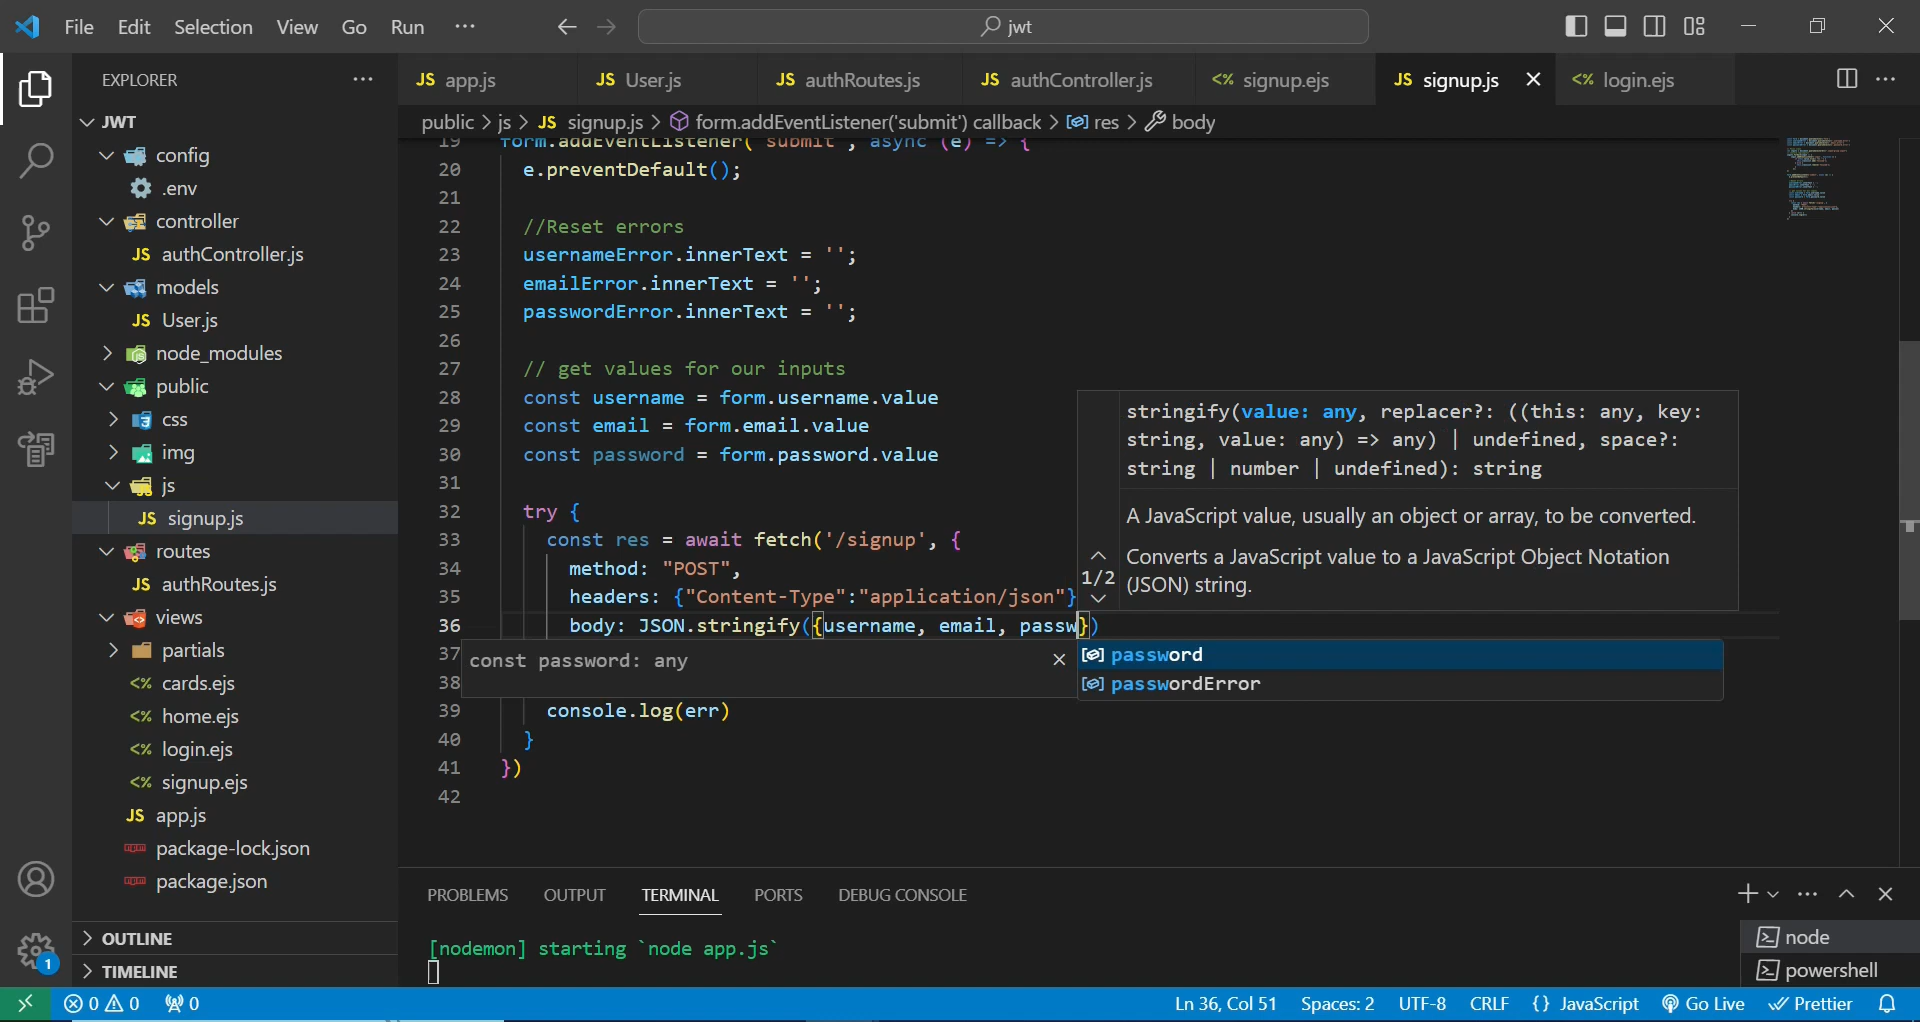 File Edit Selection View Go Run ···
jwt
EXPLORER ···
JS app.js
JS User.js
JS authRoutes.js
JS authController.js
<%> signup.ejs
JS signup.js
<%> login.ejs
public > js > JS signup.js > form.addEventListener('submit') callback > res > body
JWT
config
.env
controller
JS authController.js
models
JS User.js
node_modules
public
css
img
js
JS signup.js
routes
JS authRoutes.js
views
partials
<%> cards.ejs
<%> home.ejs
<%> login.ejs
<%> signup.ejs
JS app.js
package-lock.json
package.json
OUTLINE
TIMELINE
19 form.addEventListener('submit', async (e) => {
20 e.preventDefault();
21
22 //Reset errors
23 usernameError.innerText = '';
24 emailError.innerText = '';
25 passwordError.innerText = '';
26
27 // get values for our inputs
28 const username = form.username.value
29 const email = form.email.value
30 const password = form.password.value
31
32 try {
33 const res = await fetch('/signup', {
34 method: "POST",
35 headers: {"Content-Type":"application/json"}
36 body: JSON.stringify({username, email, passw})
37
38
39 console.log(err)
40 }
41 })
42
stringify(value: any, replacer?: ((this: any, key:
string, value: any) => any) | undefined, space?:
string | number | undefined): string
A JavaScript value, usually an object or array, to be converted.
1/2
Converts a JavaScript value to a JavaScript Object Notation
(JSON) string.
const password: any
password
passwordError
PROBLEMS OUTPUT TERMINAL PORTS DEBUG CONSOLE
[nodemon] starting `node app.js`
node
powershell
1
0 0 0
Ln 36, Col 51 Spaces: 2 UTF-8 CRLF {} JavaScript Go Live Prettier